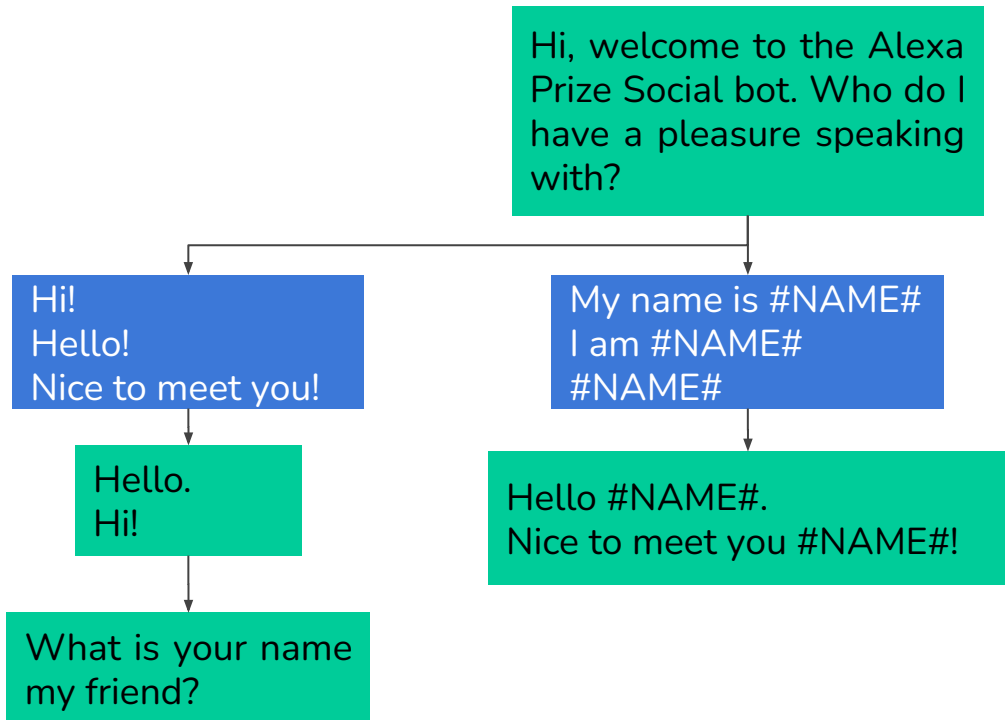 Hi, welcome to the Alexa
Prize Social bot. Who do I
have a pleasure speaking
with?
Hi!
Hello!
Nice to meet you!
My name is #NAME#
I am #NAME#
#NAME#
Hello.
Hi!
Hello #NAME#.
Nice to meet you #NAME#!
What is your name
my friend?